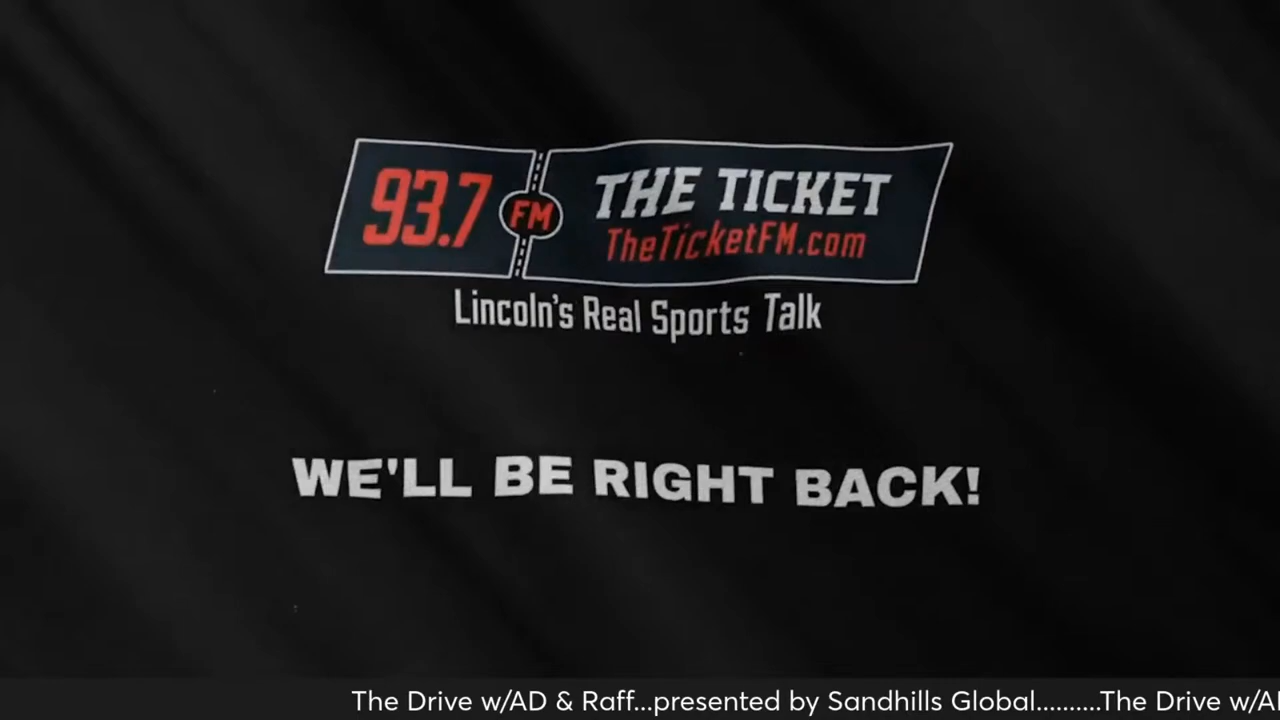 93.7
FM
THE TICKET
TheTicketFM.com
Lincoln's Real Sports Talk
WE'LL BE RIGHT BACK!
The Drive w/AD & Raff...presented by Sandhills Global..........The Drive w/A